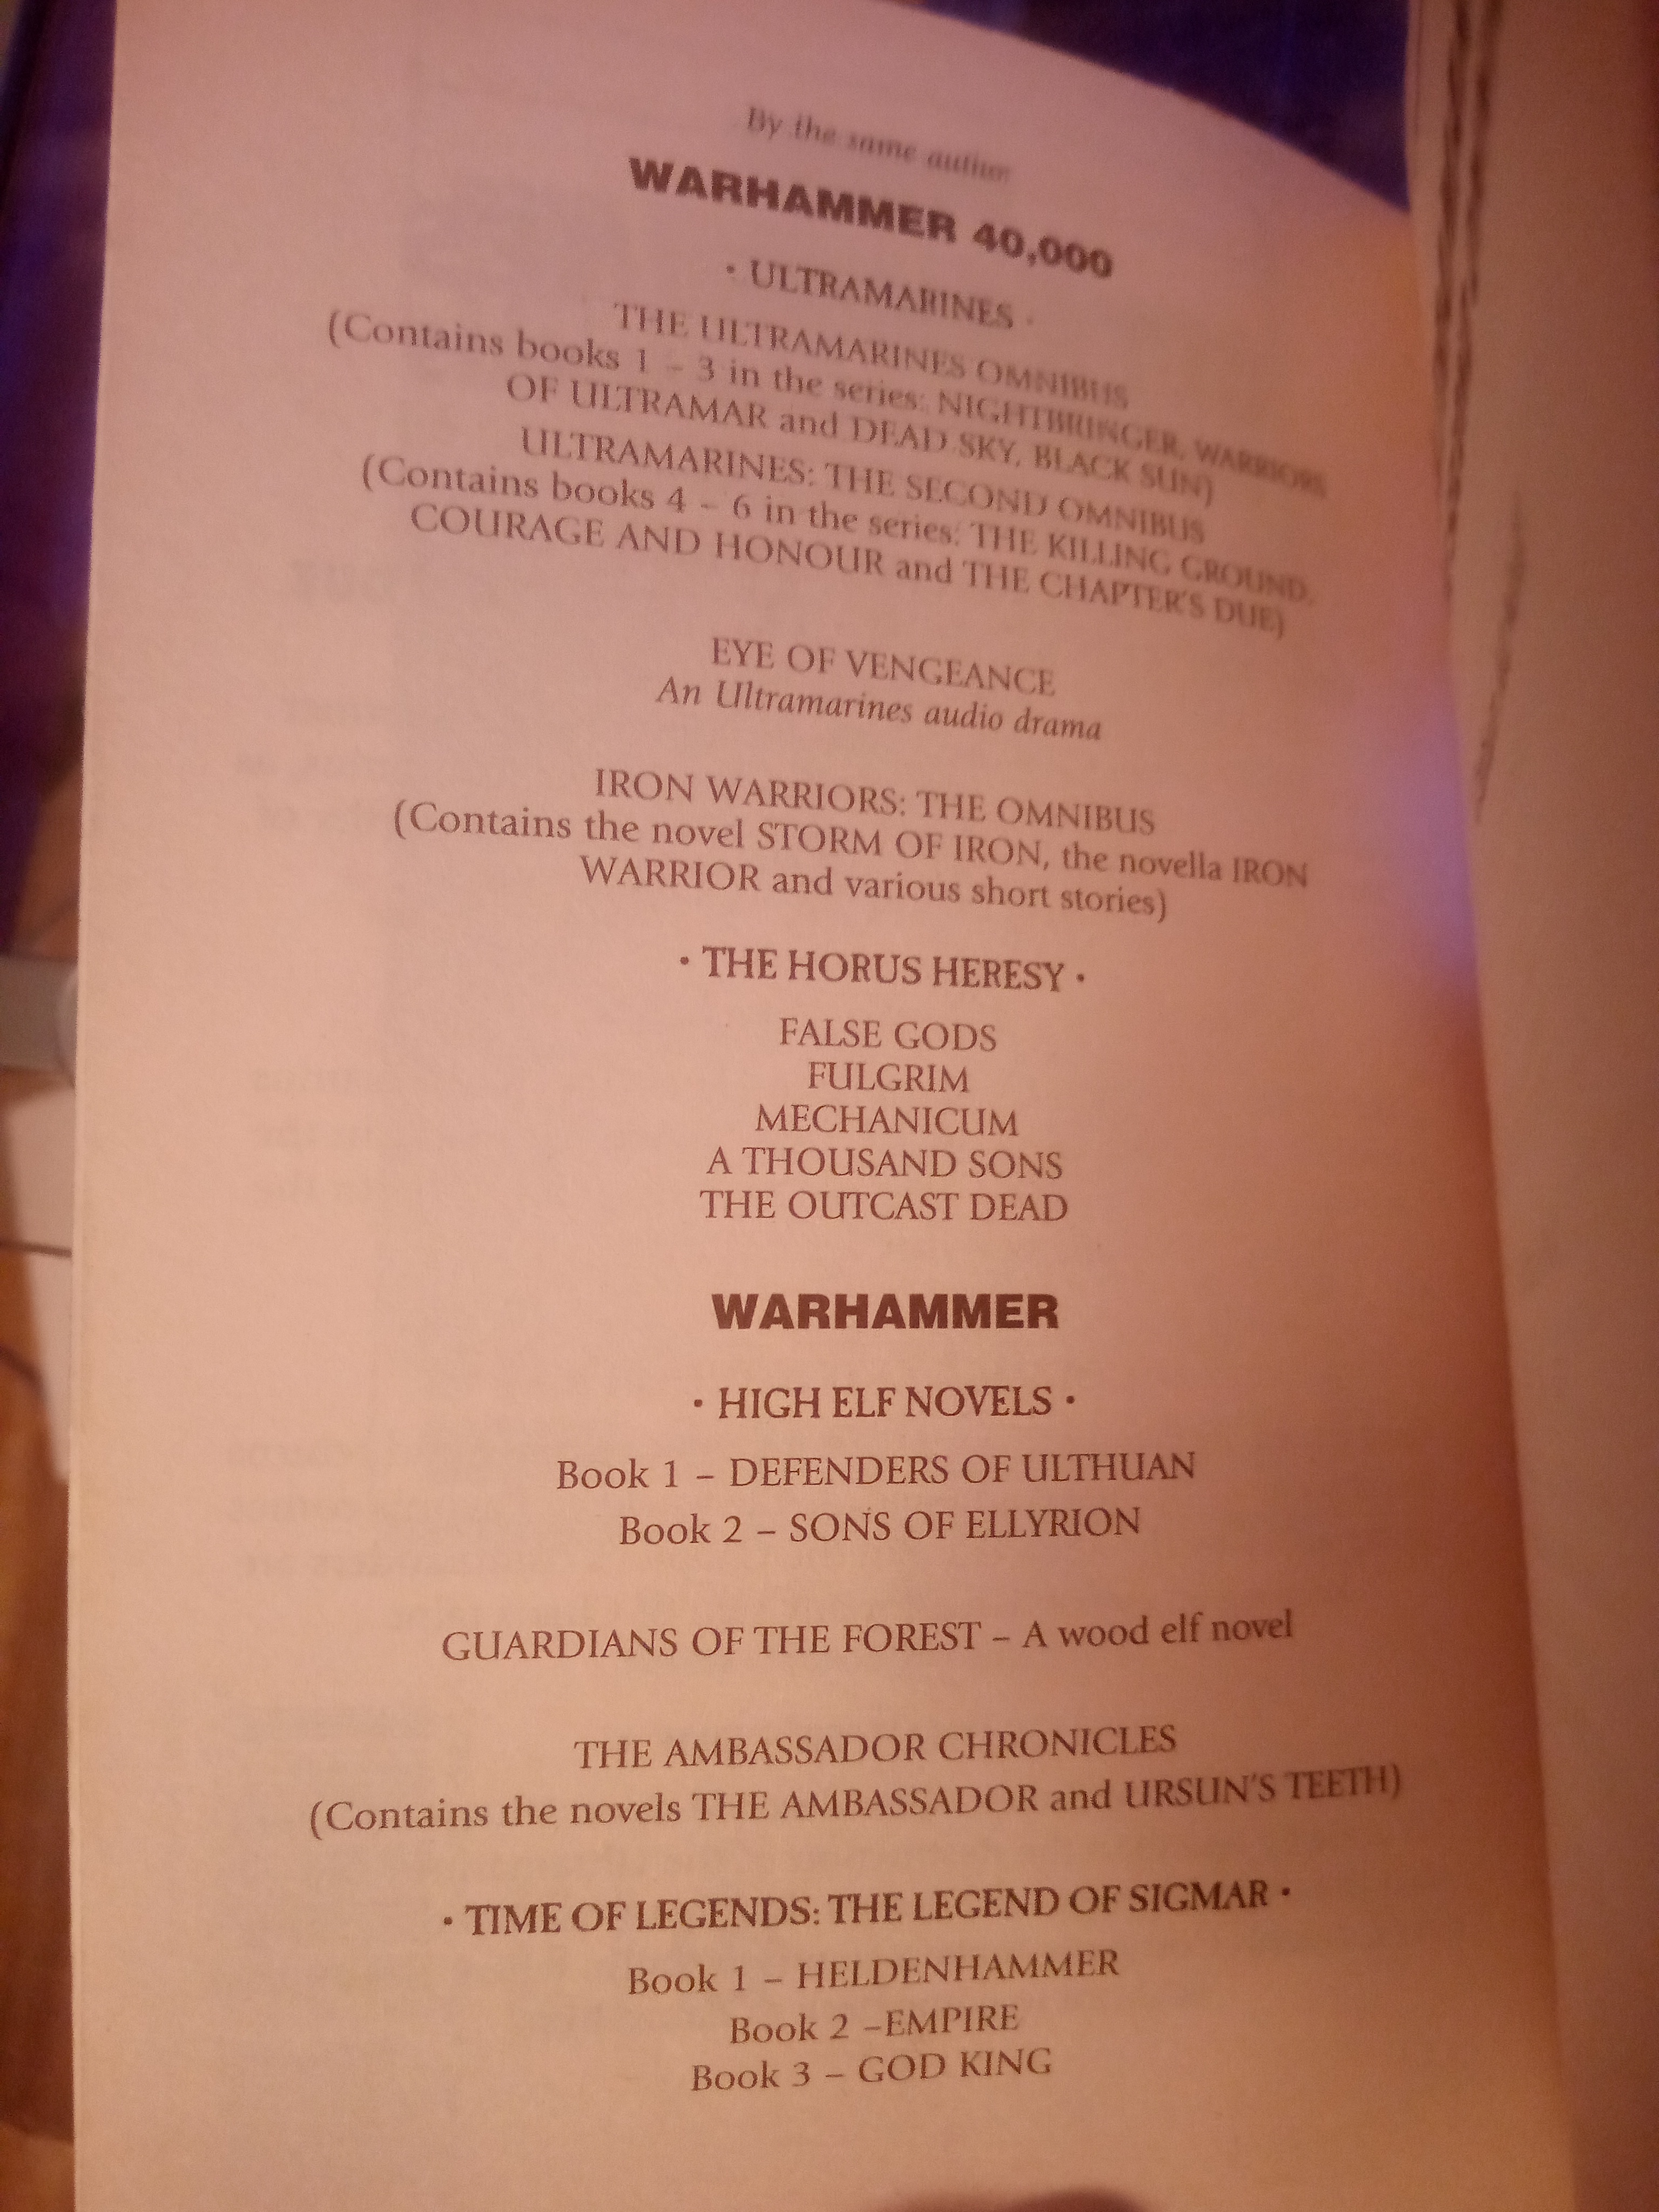 By the same author
WARHAMMER 40,000
· ULTRAMARINES ·
THE ULTRAMARINES OMNIBUS
(Contains books 1 – 3 in the series: NIGHTBRINGER, WARRIORS
OF ULTRAMAR and DEAD SKY, BLACK SUN)
ULTRAMARINES: THE SECOND OMNIBUS
(Contains books 4 – 6 in the series: THE KILLING GROUND,
COURAGE AND HONOUR and THE CHAPTER'S DUE)
EYE OF VENGEANCE
An Ultramarines audio drama
IRON WARRIORS: THE OMNIBUS
(Contains the novel STORM OF IRON, the novella IRON
WARRIOR and various short stories)
· THE HORUS HERESY ·
FALSE GODS
FULGRIM
MECHANICUM
A THOUSAND SONS
THE OUTCAST DEAD
WARHAMMER
· HIGH ELF NOVELS ·
Book 1 – DEFENDERS OF ULTHUAN
Book 2 – SONS OF ELLYRION
GUARDIANS OF THE FOREST – A wood elf novel
THE AMBASSADOR CHRONICLES
(Contains the novels THE AMBASSADOR and URSUN'S TEETH)
· TIME OF LEGENDS: THE LEGEND OF SIGMAR ·
Book 1 – HELDENHAMMER
Book 2 –EMPIRE
Book 3 – GOD KING